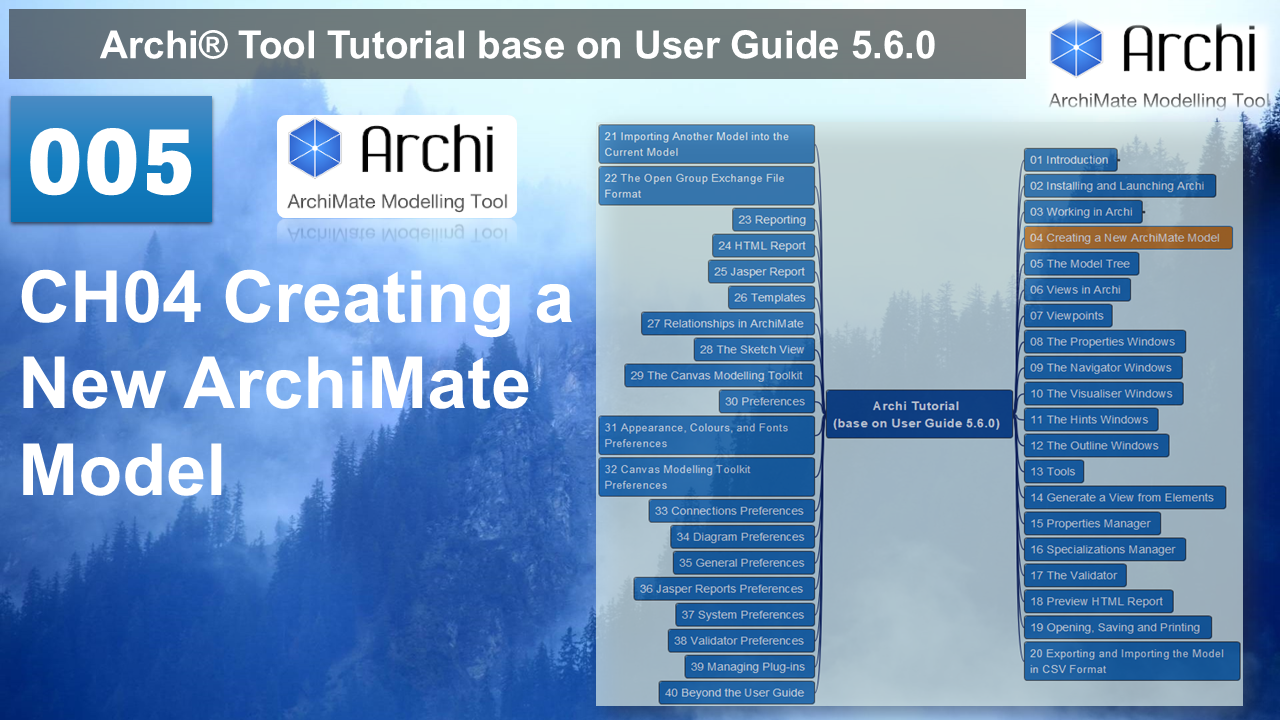 Archi® Tool Tutorial base on User Guide 5.6.0
Archi
ArchiMate Modelling Tool
005
Archi
ArchiMate Modelling Tool
CH04 Creating a
New ArchiMate
Model
21 Importing Another Model into the
Current Model
22 The Open Group Exchange File
Format
23 Reporting
24 HTML Report
25 Jasper Report
26 Templates
27 Relationships in ArchiMate
28 The Sketch View
29 The Canvas Modelling Toolkit
30 Preferences
31 Appearance, Colours, and Fonts
Preferences
32 Canvas Modelling Toolkit
Preferences
33 Connections Preferences
34 Diagram Preferences
35 General Preferences
36 Jasper Reports Preferences
37 System Preferences
38 Validator Preferences
39 Managing Plug-ins
40 Beyond the User Guide
Archi Tutorial
(base on User Guide 5.6.0)
01 Introduction
02 Installing and Launching Archi
03 Working in Archi
04 Creating a New ArchiMate Model
05 The Model Tree
06 Views in Archi
07 Viewpoints
08 The Properties Windows
09 The Navigator Windows
10 The Visualiser Windows
11 The Hints Windows
12 The Outline Windows
13 Tools
14 Generate a View from Elements
15 Properties Manager
16 Specializations Manager
17 The Validator
18 Preview HTML Report
19 Opening, Saving and Printing
20 Exporting and Importing the Model
in CSV Format